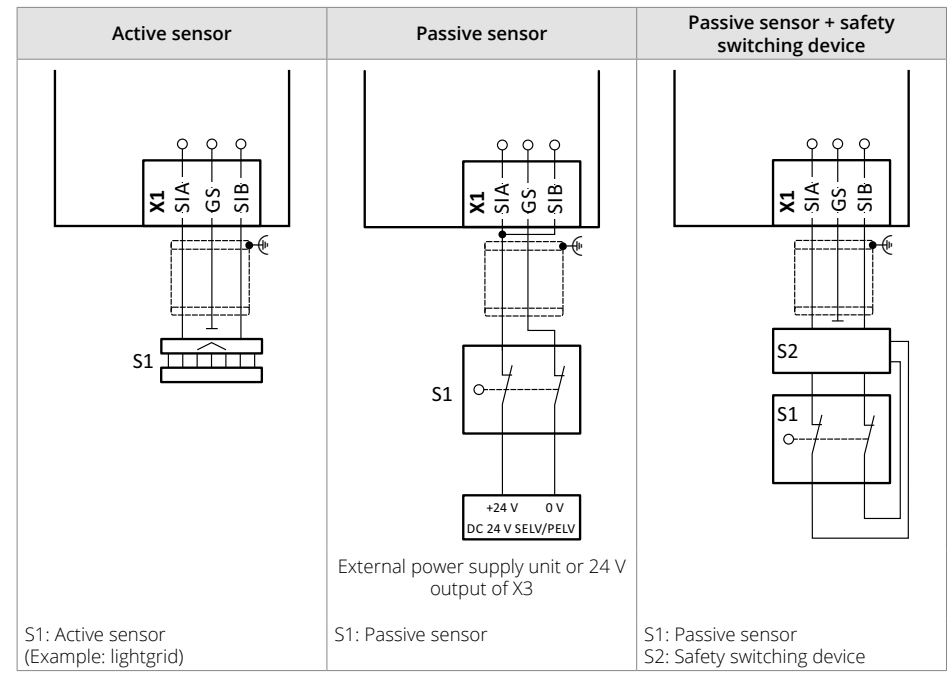 Active sensor
Passive sensor
Passive sensor + safety
switching device
X1
SIA
GS
SIB
S1
S1: Active sensor
(Example: lightgrid)
X1
SIA
GS
SIB
S1
+24 V 0 V
DC 24 V SELV/PELV
External power supply unit or 24 V
output of X3
S1: Passive sensor
X1
SIA
GS
SIB
S2
S1
S1: Passive sensor
S2: Safety switching device